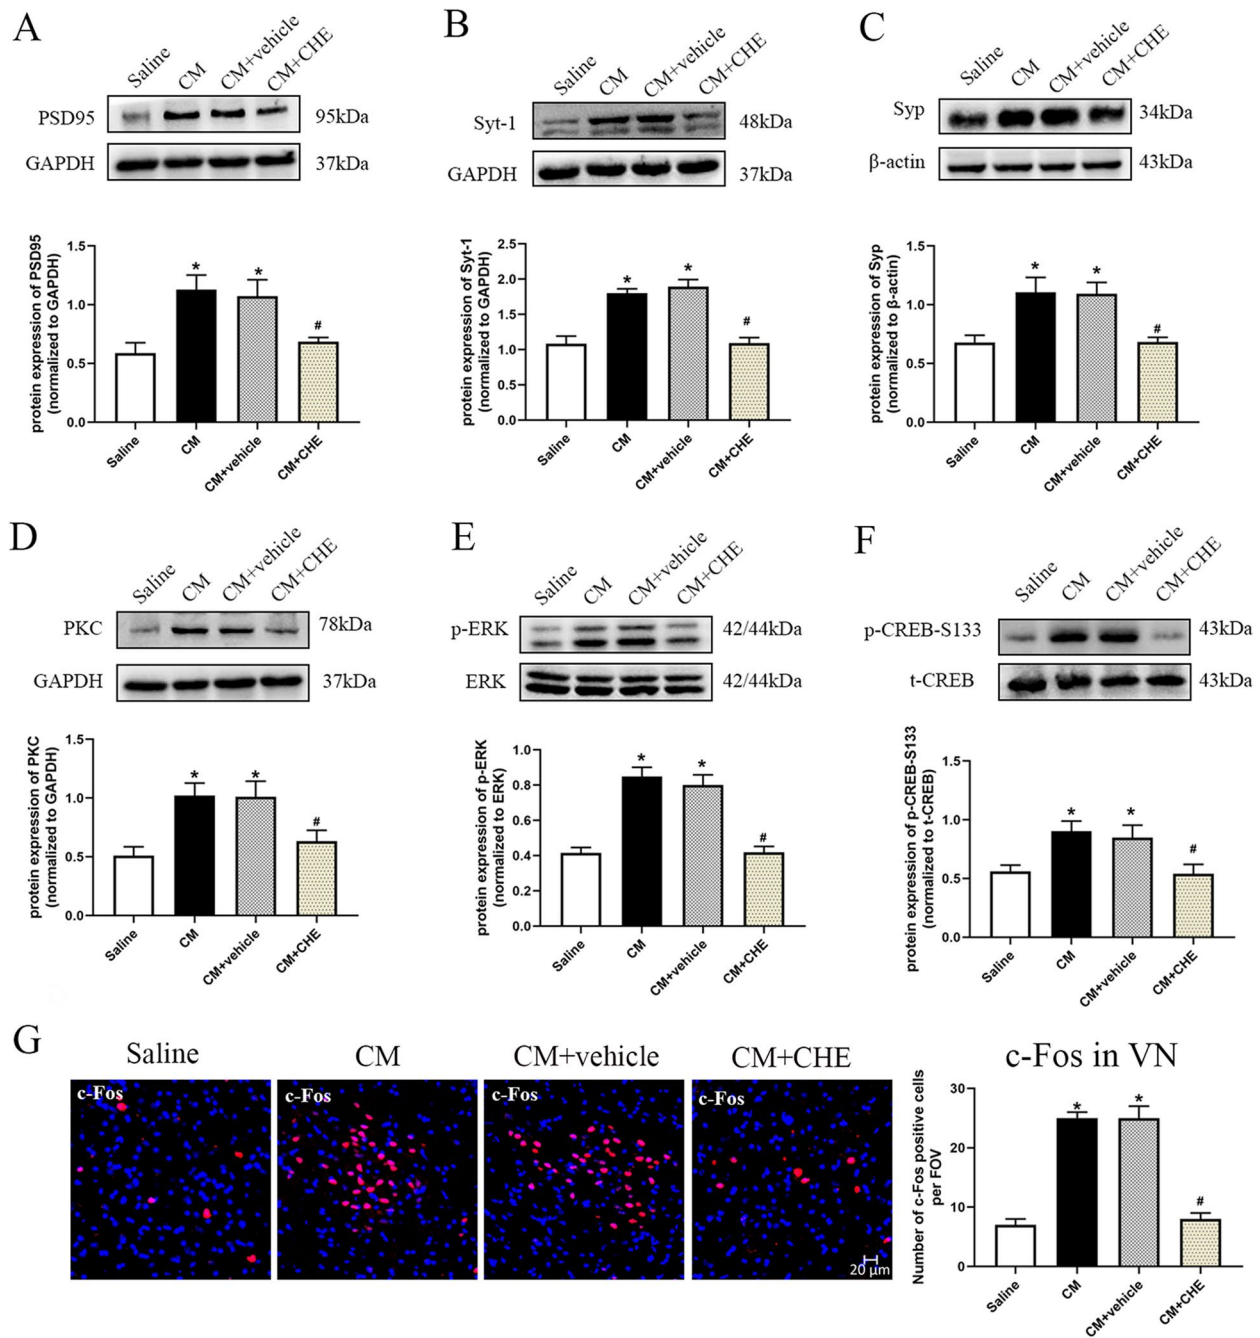 A
Saline
CM
CM+vehicle
CM+CHE
PSD95
95kDa
GAPDH
37kDa
protein expression of PSD95
(normalized to GAPDH)
1.5
1.0
0.5
0.0
*
*
#
Saline
CM
CM+vehicle
CM+CHE
B
Saline
CM
CM+vehicle
CM+CHE
Syt-1
48kDa
GAPDH
37kDa
protein expression of Syt-1
(normalized to GAPDH)
2.5
2.0
1.5
1.0
0.5
0.0
*
*
#
Saline
CM
CM+vehicle
CM+CHE
C
Saline
CM
CM+vehicle
CM+CHE
Syp
34kDa
β-actin
43kDa
protein expression of Syp
(normalized to β-actin)
1.5
1.0
0.5
0.0
*
*
#
Saline
CM
CM+vehicle
CM+CHE
D
Saline
CM
CM+vehicle
CM+CHE
PKC
78kDa
GAPDH
37kDa
protein expression of PKC
(normalized to GAPDH)
1.5
1.0
0.5
0.0
*
*
#
Saline
CM
CM+vehicle
CM+CHE
E
Saline
CM
CM+vehicle
CM+CHE
p-ERK
42/44kDa
ERK
42/44kDa
protein expression of p-ERK
(normalized to ERK)
1.0
0.8
0.6
0.4
0.2
0.0
*
*
#
Saline
CM
CM+vehicle
CM+CHE
F
Saline
CM
CM+vehicle
CM+CHE
p-CREB-S133
43kDa
t-CREB
43kDa
protein expression of p-CREB-S133
(normalized to t-CREB)
1.5
1.0
0.5
0.0
*
*
#
Saline
CM
CM+vehicle
CM+CHE
G
Saline
CM
CM+vehicle
CM+CHE
c-Fos
c-Fos
c-Fos
c-Fos
20 μm
c-Fos in VN
Number of c-Fos positive cells
per FOV
30
20
10
0
*
*
#
Saline
CM
CM+vehicle
CM+CHE